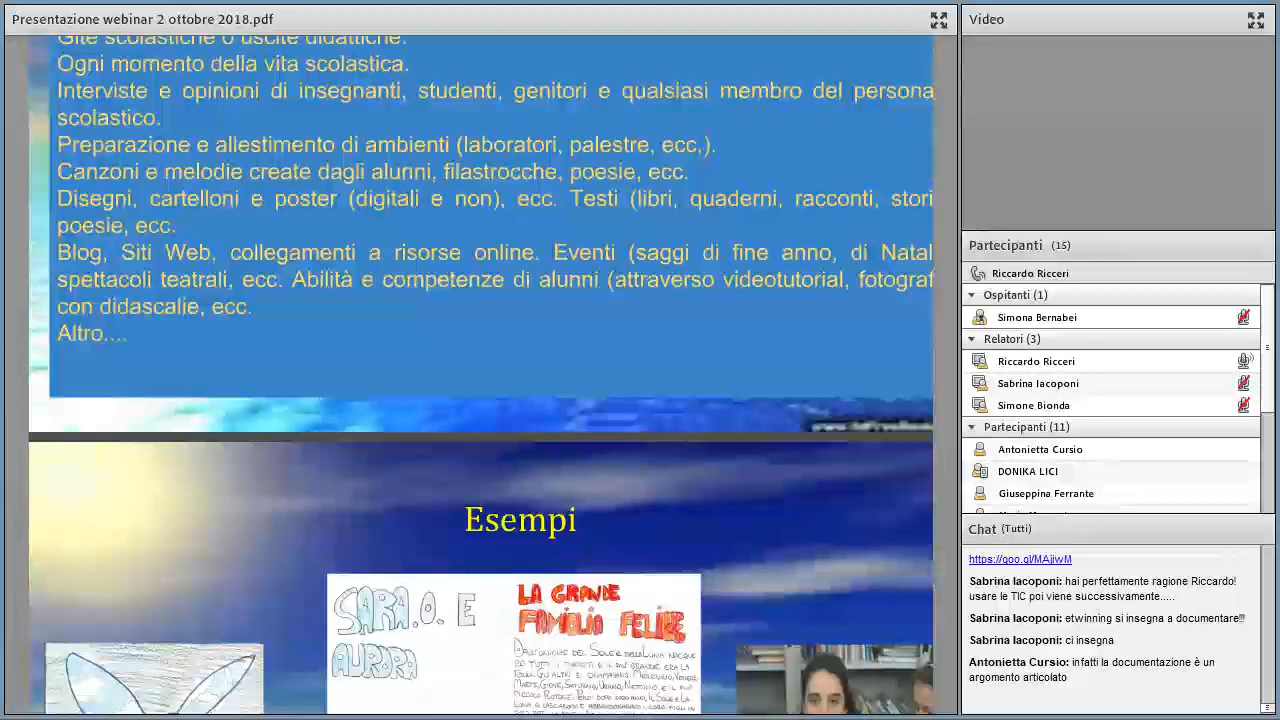 Presentazione webinar 2 ottobre 2018.pdf
Gite scolastiche o uscite didattiche.
Ogni momento della vita scolastica.
Interviste e opinioni di insegnanti, studenti, genitori e qualsiasi membro del persona
scolastico.
Preparazione e allestimento di ambienti (laboratori, palestre, ecc,).
Canzoni e melodie create dagli alunni, filastrocche, poesie, ecc.
Disegni, cartelloni e poster (digitali e non), ecc. Testi (libri, quaderni, racconti, stori
poesie, ecc.
Blog, Siti Web, collegamenti a risorse online. Eventi (saggi di fine anno, di Natal
spettacoli teatrali, ecc. Abilità e competenze di alunni (attraverso videotutorial, fotograf
con didascalie, ecc.
Altro....
Esempi
SARA.O. E
AURORA
LA GRANDE
FAMIGLIA FELICE
Video
Partecipanti (15)
Riccardo Ricceri
Ospitanti (1)
Simona Bernabei
Relatori (3)
Riccardo Ricceri
Sabrina Iacoponi
Simone Bionda
Partecipanti (11)
Antonietta Cursio
DONIKA LICI
Giuseppina Ferrante
Chat (Tutti)
https://goo.gl/MAjiwM
Sabrina Iacoponi: hai perfettamente ragione Riccardo!
usare le TIC poi viene successivamente.....
Sabrina Iacoponi: etwinning si insegna a documentare!!
Sabrina Iacoponi: ci insegna
Antonietta Cursio: infatti la documentazione è un
argomento articolato